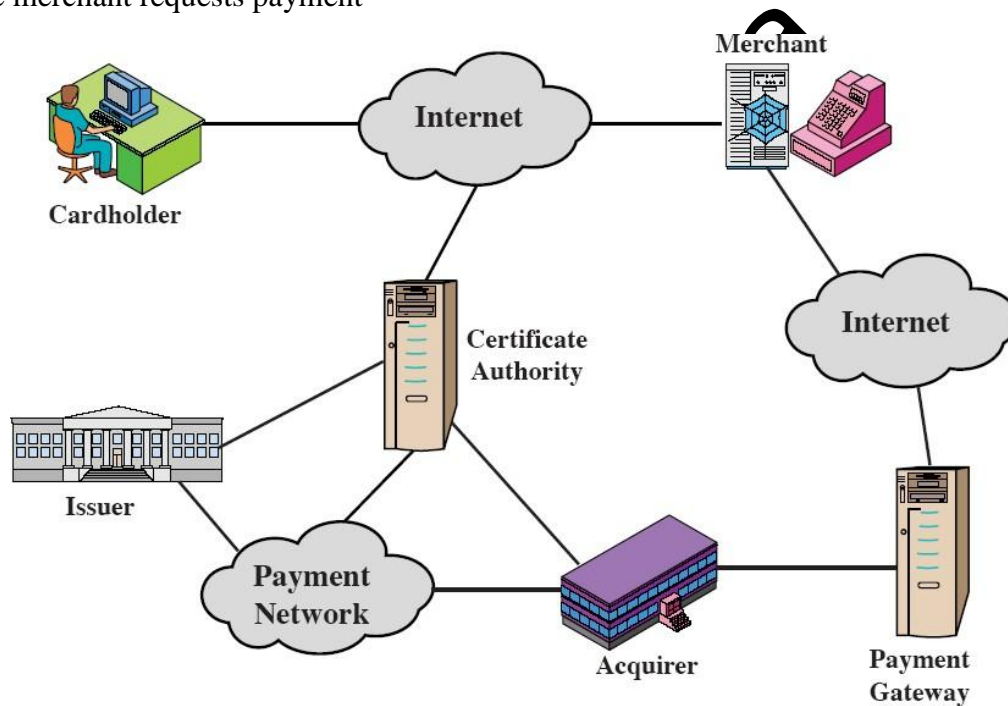 merchant requests payment
Merchant
Internet
Cardholder
Internet
Certificate
Authority
Issuer
Payment
Network
Acquirer
Payment
Gateway